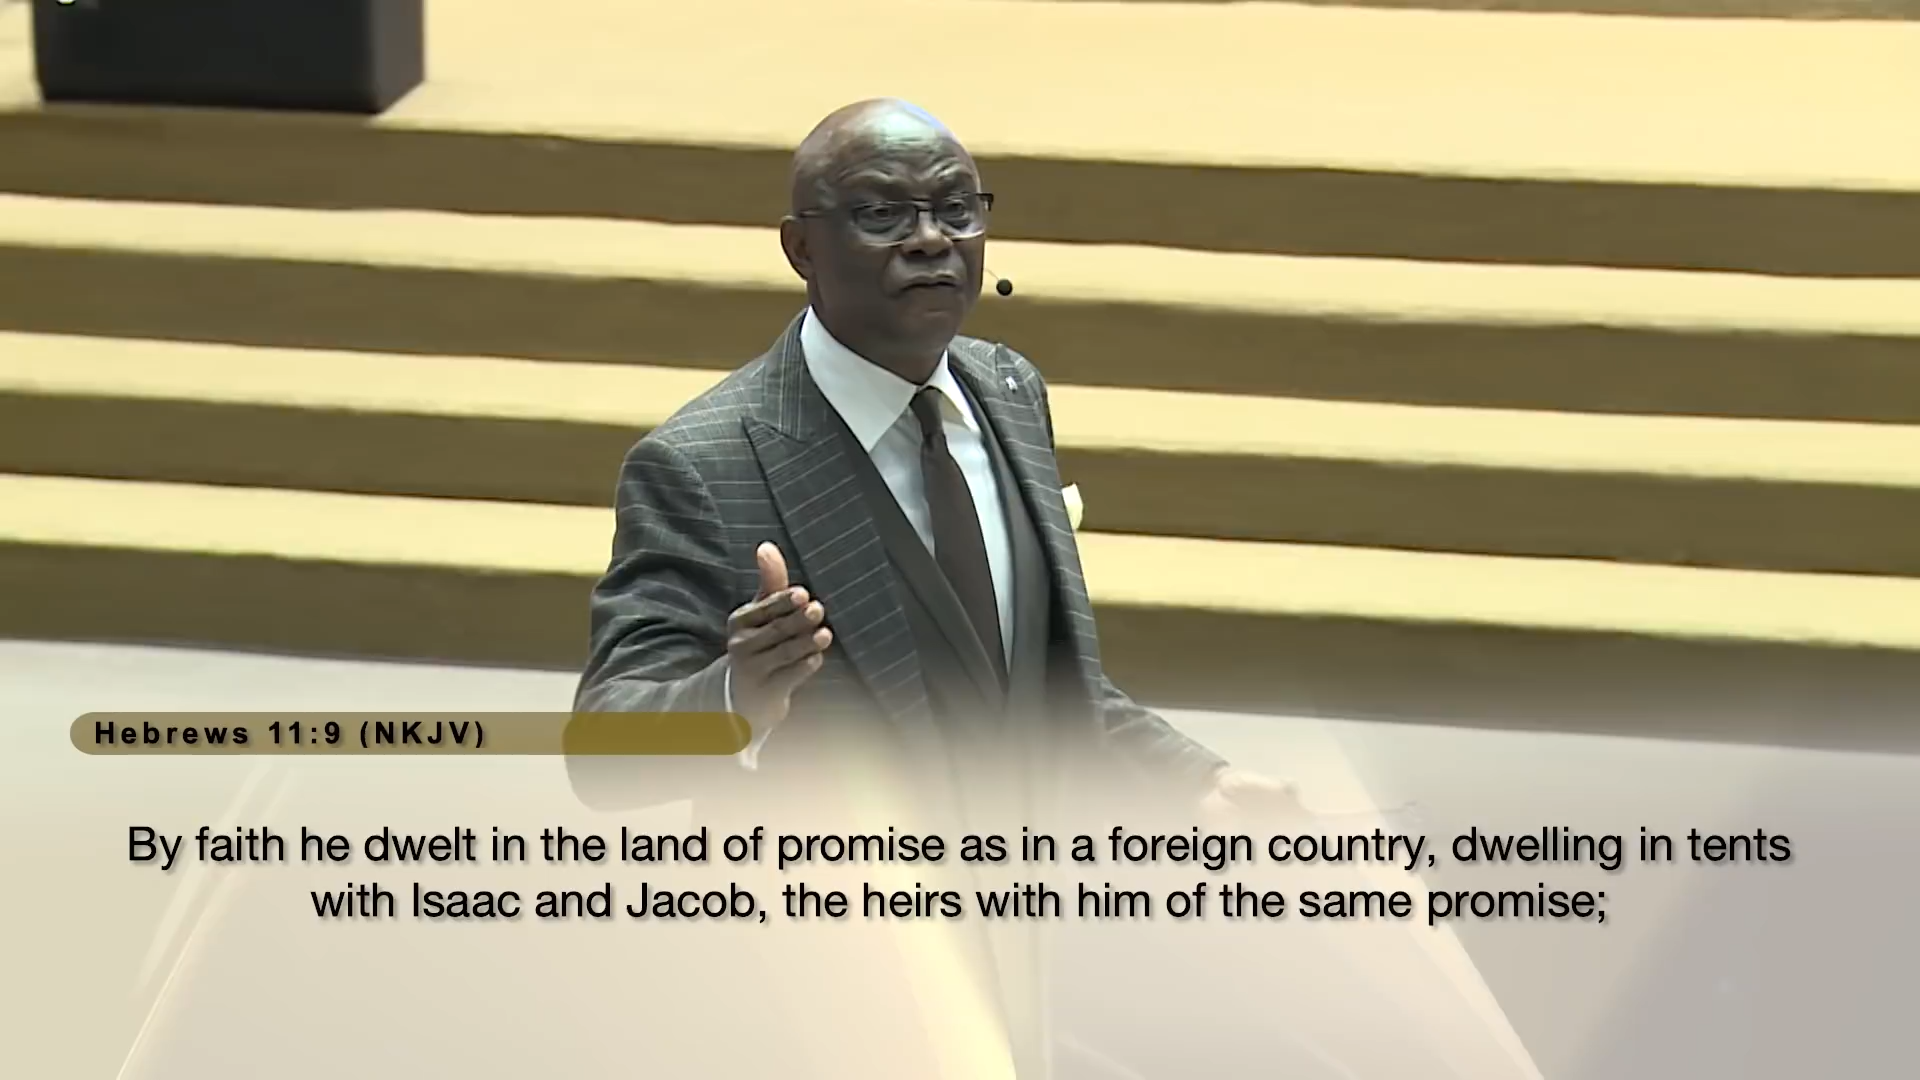 Hebrews 11:9 (NKJV)
By faith he dwelt in the land of promise as in a foreign country, dwelling in tents
with Isaac and Jacob, the heirs with him of the same promise;